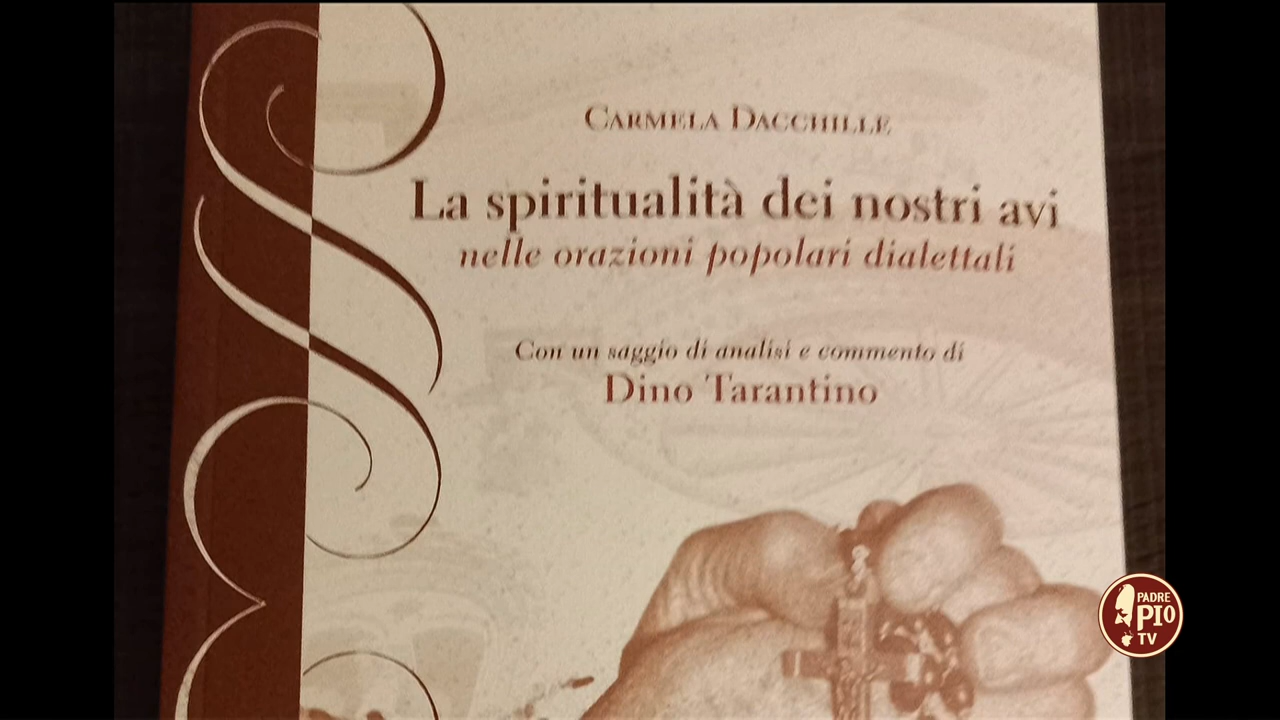 CARMELA DACCHILLE
La spiritualità dei nostri avi
nelle orazioni popolari dialettali
Con un saggio di analisi e commento di
Dino Tarantino
PADRE
PIO
TV